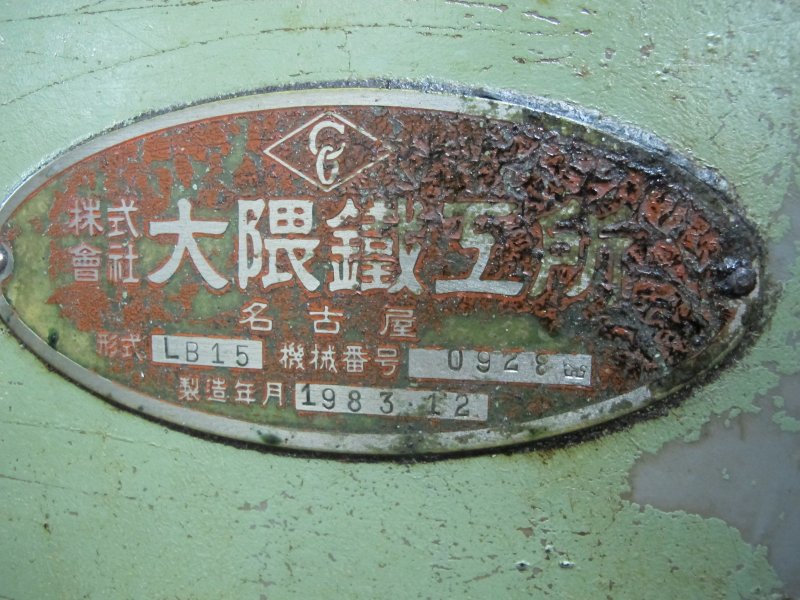 株式會社 大隈鐵工所
名古屋
形式 LB15 機械番号 0928
製造年月 1983.12